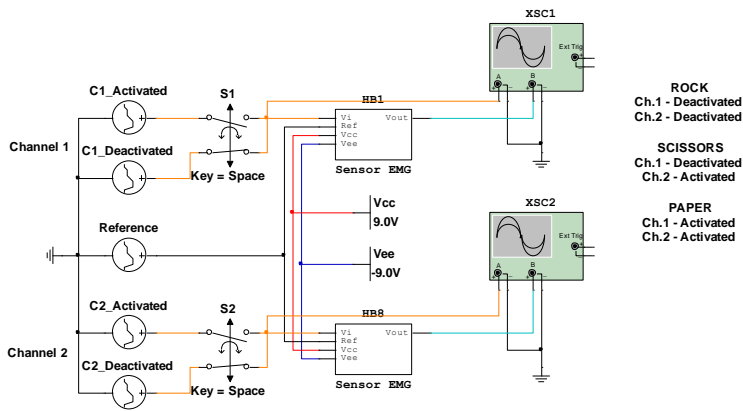 XSC1
Ext Trig
+
_
A
B
+
_
+
_
C1_Activated
S1
HB1
Vi
Ref
Vcc
Vee
Vout
Sensor EMG
Channel 1
C1_Deactivated
Key = Space
ROCK
Ch.1 - Deactivated
Ch.2 - Deactivated
SCISSORS
Ch.1 - Deactivated
Ch.2 - Activated
PAPER
Ch.1 - Activated
Ch.2 - Activated
Vcc
9.0V
XSC2
Ext Trig
+
_
A
B
+
_
+
_
Reference
Vee
-9.0V
C2_Activated
S2
HB8
Vi
Ref
Vcc
Vee
Vout
Sensor EMG
Channel 2
C2_Deactivated
Key = Space